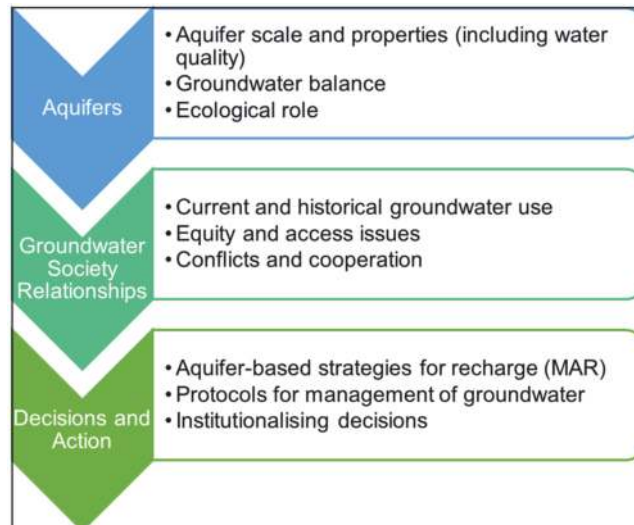 Aquifers
• Aquifer scale and properties (including water
quality)
• Groundwater balance
• Ecological role
Groundwater
Society
Relationships
• Current and historical groundwater use
• Equity and access issues
• Conflicts and cooperation
Decisions and
Action
• Aquifer-based strategies for recharge (MAR)
• Protocols for management of groundwater
• Institutionalising decisions